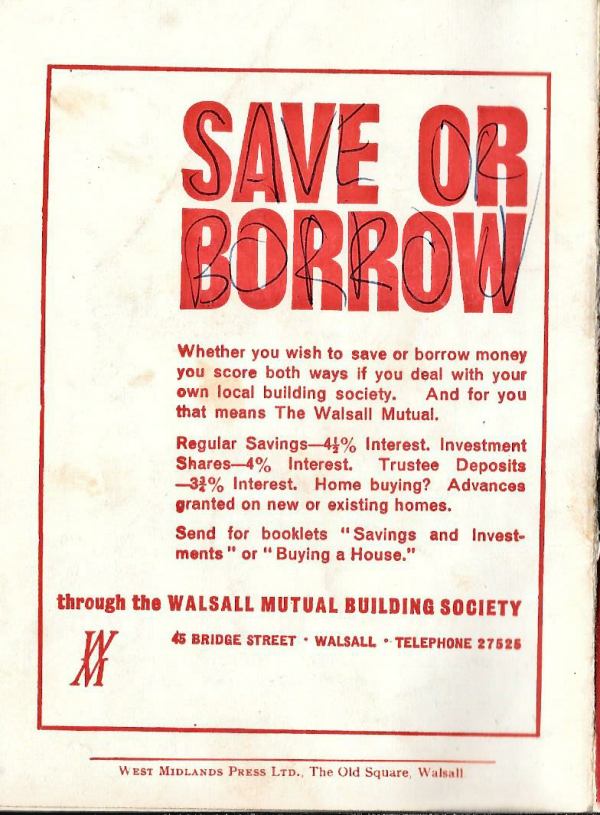 SAVE OR
BORROW
Whether you wish to save or borrow money
you score both ways if you deal with your
own local building society. And for you
that means The Walsall Mutual.
Regular Savings—4½% Interest. Investment
Shares—4% Interest. Trustee Deposits
—3¾% Interest. Home buying? Advances
granted on new or existing homes.
Send for booklets "Savings and Invest-
ments" or "Buying a House."
through the WALSALL MUTUAL BUILDING SOCIETY
45 BRIDGE STREET · WALSALL · TELEPHONE 27525
WM
WEST MIDLANDS PRESS LTD., The Old Square, Walsall